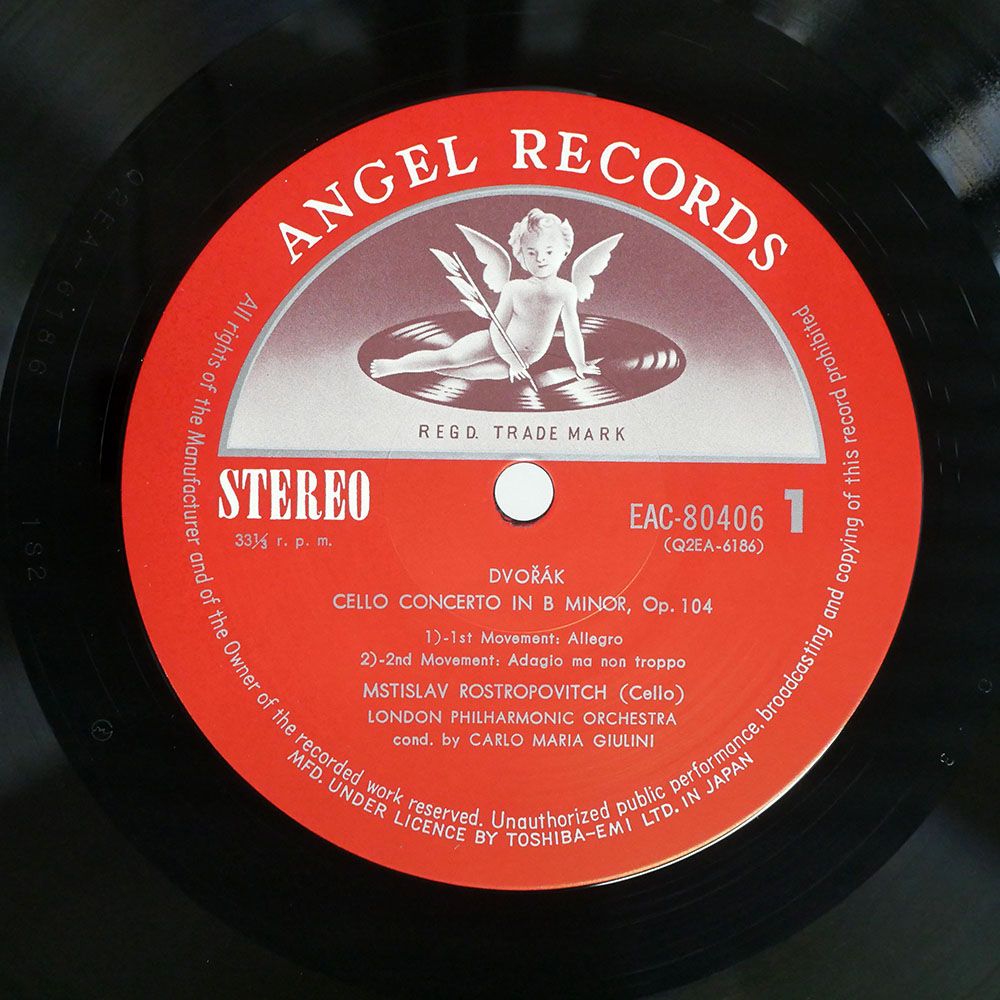 ANGEL RECORDS
REGD. TRADE MARK
STEREO
33⅓ r. p. m.
EAC-80406 1
(Q2EA-6186)
DVOŘÁK
CELLO CONCERTO IN B MINOR, Op. 104
1)-1st Movement: Allegro
2)-2nd Movement: Adagio ma non troppo
MSTISLAV ROSTROPOVITCH (Cello)
LONDON PHILHARMONIC ORCHESTRA
cond. by CARLO MARIA GIULINI
All rights of the Manufacturer and of the Owner of the recorded work reserved. Unauthorized public performance, broadcasting and copying of this record prohibited
MFD. UNDER LICENCE BY TOSHIBA-EMI LTD. IN JAPAN
Q2EA-6186 1S2